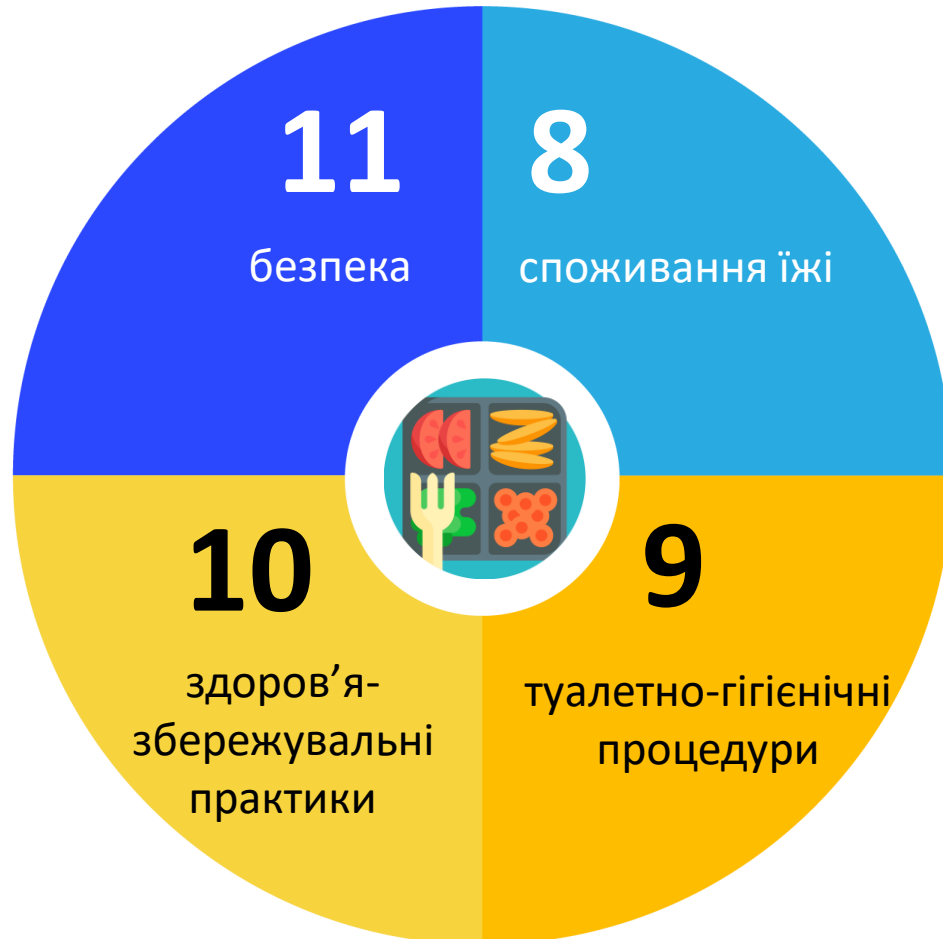 11
безпека
8
споживання їжі
10
здоров’я-
збережувальні
практики
9
туалетно-гігієнічні
процедури